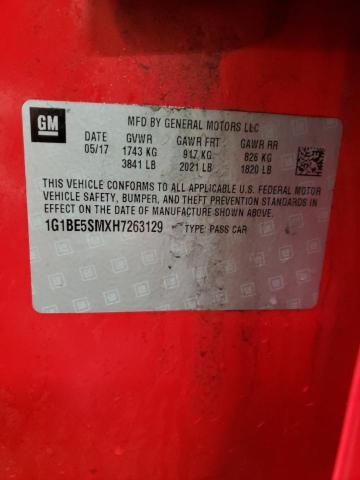 GM
MFD BY GENERAL MOTORS LLC
DATE GVWR GAWR FRT GAWR RR
05/17 1743 KG 917 KG 826 KG
3841 LB 2021 LB 1820 LB
THIS VEHICLE CONFORMS TO ALL APPLICABLE U.S. FEDERAL MOTOR
VEHICLE SAFETY, BUMPER, AND THEFT PREVENTION STANDARDS
IN EFFECT ON THE DATE OF MANUFACTURE SHOWN ABOVE.
1G1BE5SMXH7263129 TYPE: PASS CAR